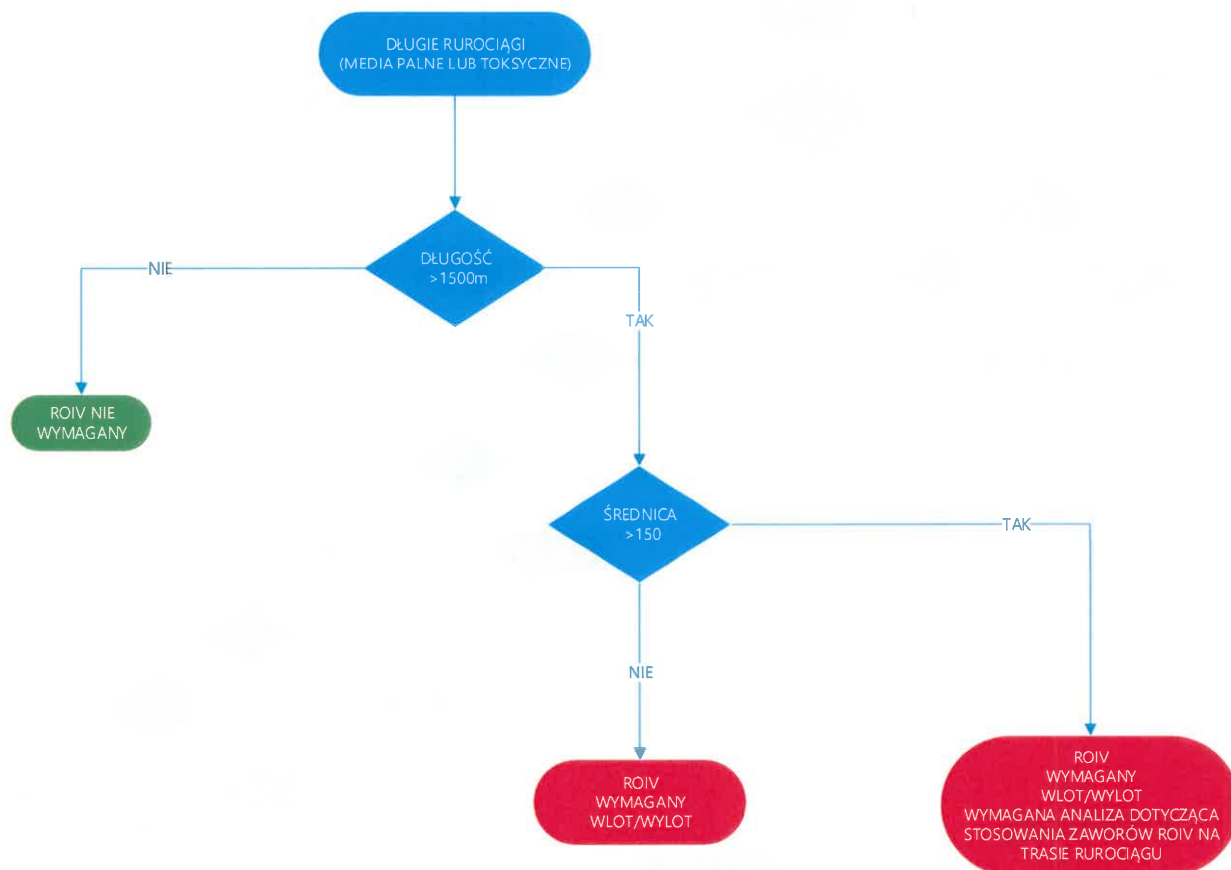 DŁUGIE RUROCIĄGI
(MEDIA PALNE LUB TOKSYCZNE)
DŁUGOŚĆ
>1500m
NIE
TAK
ROIV NIE
WYMAGANY
ŚREDNICA
>150
TAK
NIE
ROIV
WYMAGANY
WLOT/WYLOT
ROIV
WYMAGANY
WLOT/WYLOT
WYMAGANA ANALIZA DOTYCZĄCA
STOSOWANIA ZAWORÓW ROIV NA
TRASIE RUROCIĄGU